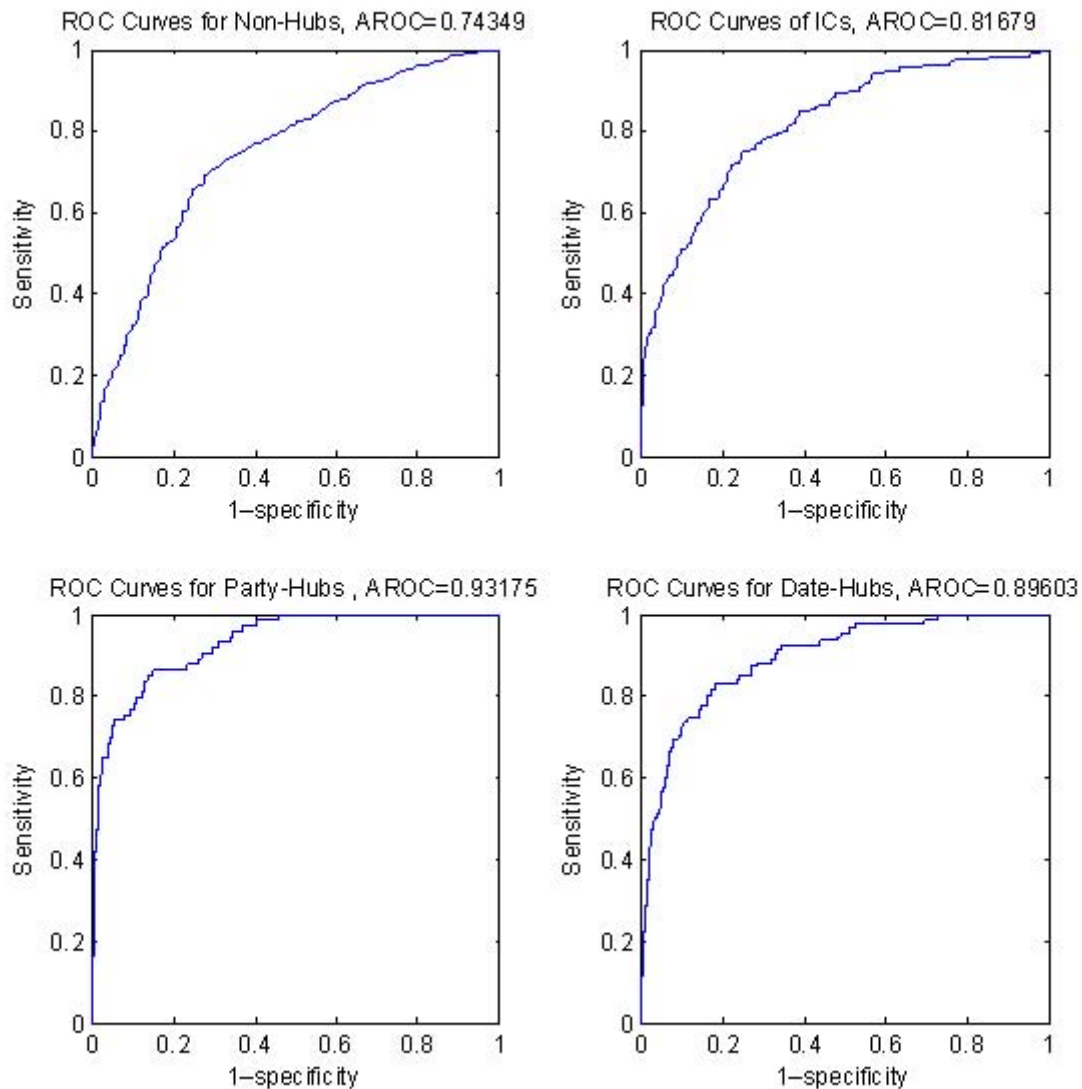 ROC Curves for Non-Hubs, AROC=0.74349
1
0.8
0.6
0.4
0.2
0
Sensitivity
0 0.2 0.4 0.6 0.8 1
1–specificity
ROC Curves of ICs, AROC=0.81679
1
0.8
0.6
0.4
0.2
0
Sensitivity
0 0.2 0.4 0.6 0.8 1
1–specificity
ROC Curves for Party-Hubs , AROC=0.93175
1
0.8
0.6
0.4
0.2
0
Sensitivity
0 0.2 0.4 0.6 0.8 1
1–specificity
ROC Curves for Date-Hubs, AROC=0.89603
1
0.8
0.6
0.4
0.2
0
Sensitivity
0 0.2 0.4 0.6 0.8 1
1–specificity